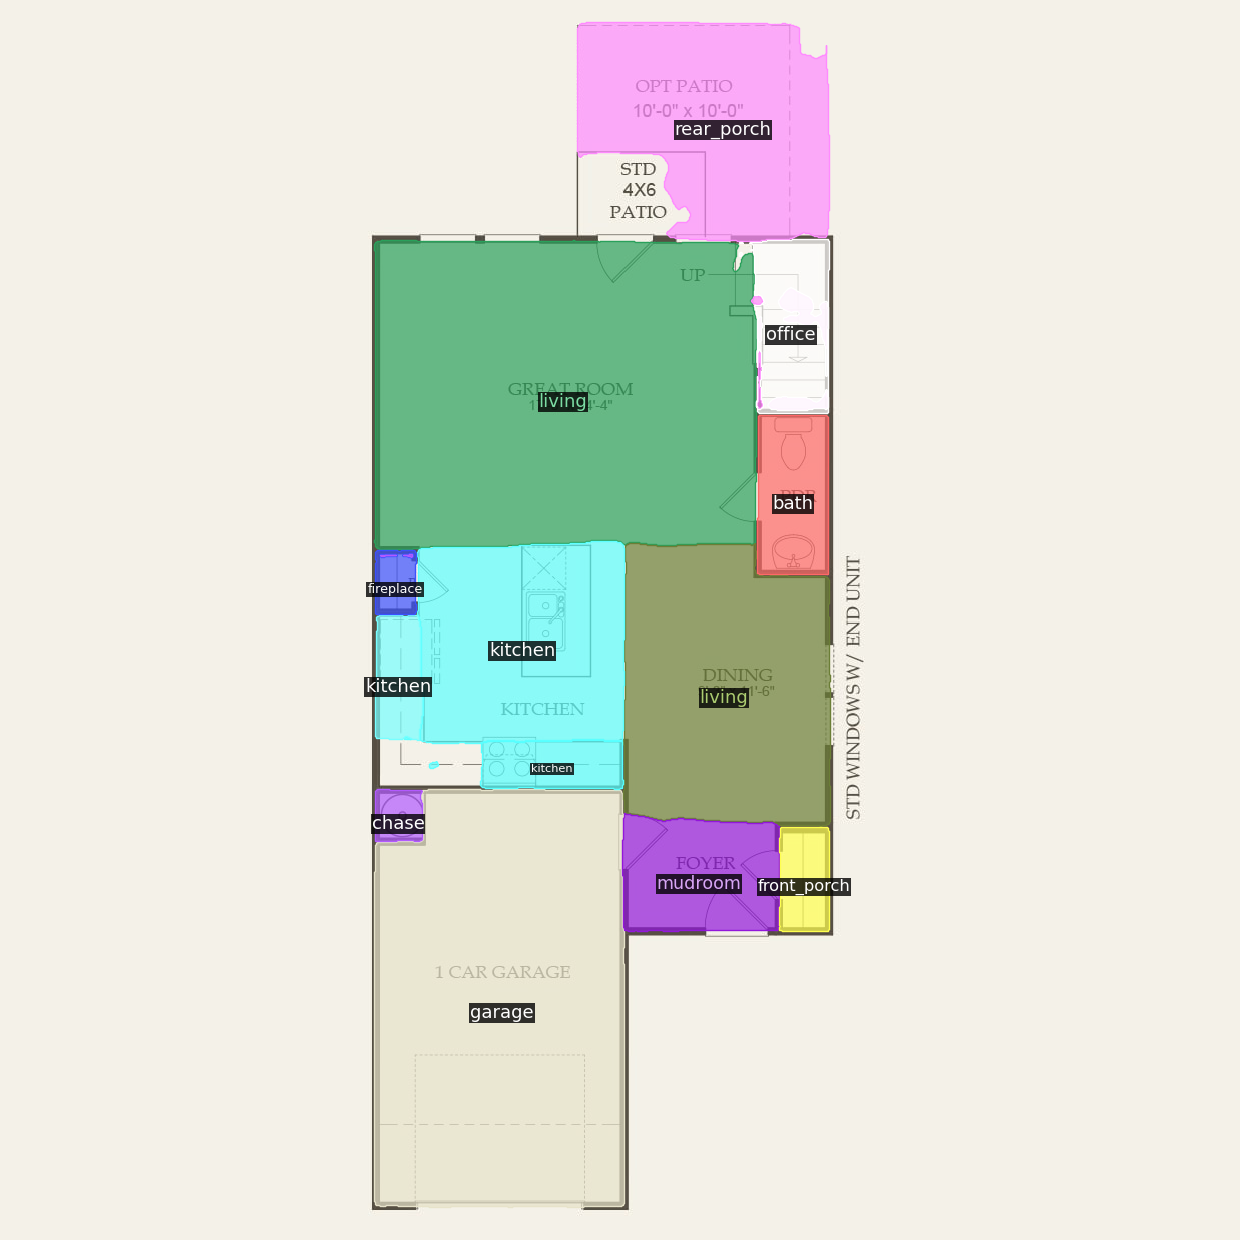 OPT PATIO
10'-0" x 10'-0"
rear_porch
STD
4X6
PATIO
UP
office
GREAT ROOM
living
bath
fireplace
kitchen
kitchen
KITCHEN
kitchen
DINING
living
STD WINDOWS W/ END UNIT
chase
FOYER
mudroom
front_porch
1 CAR GARAGE
garage